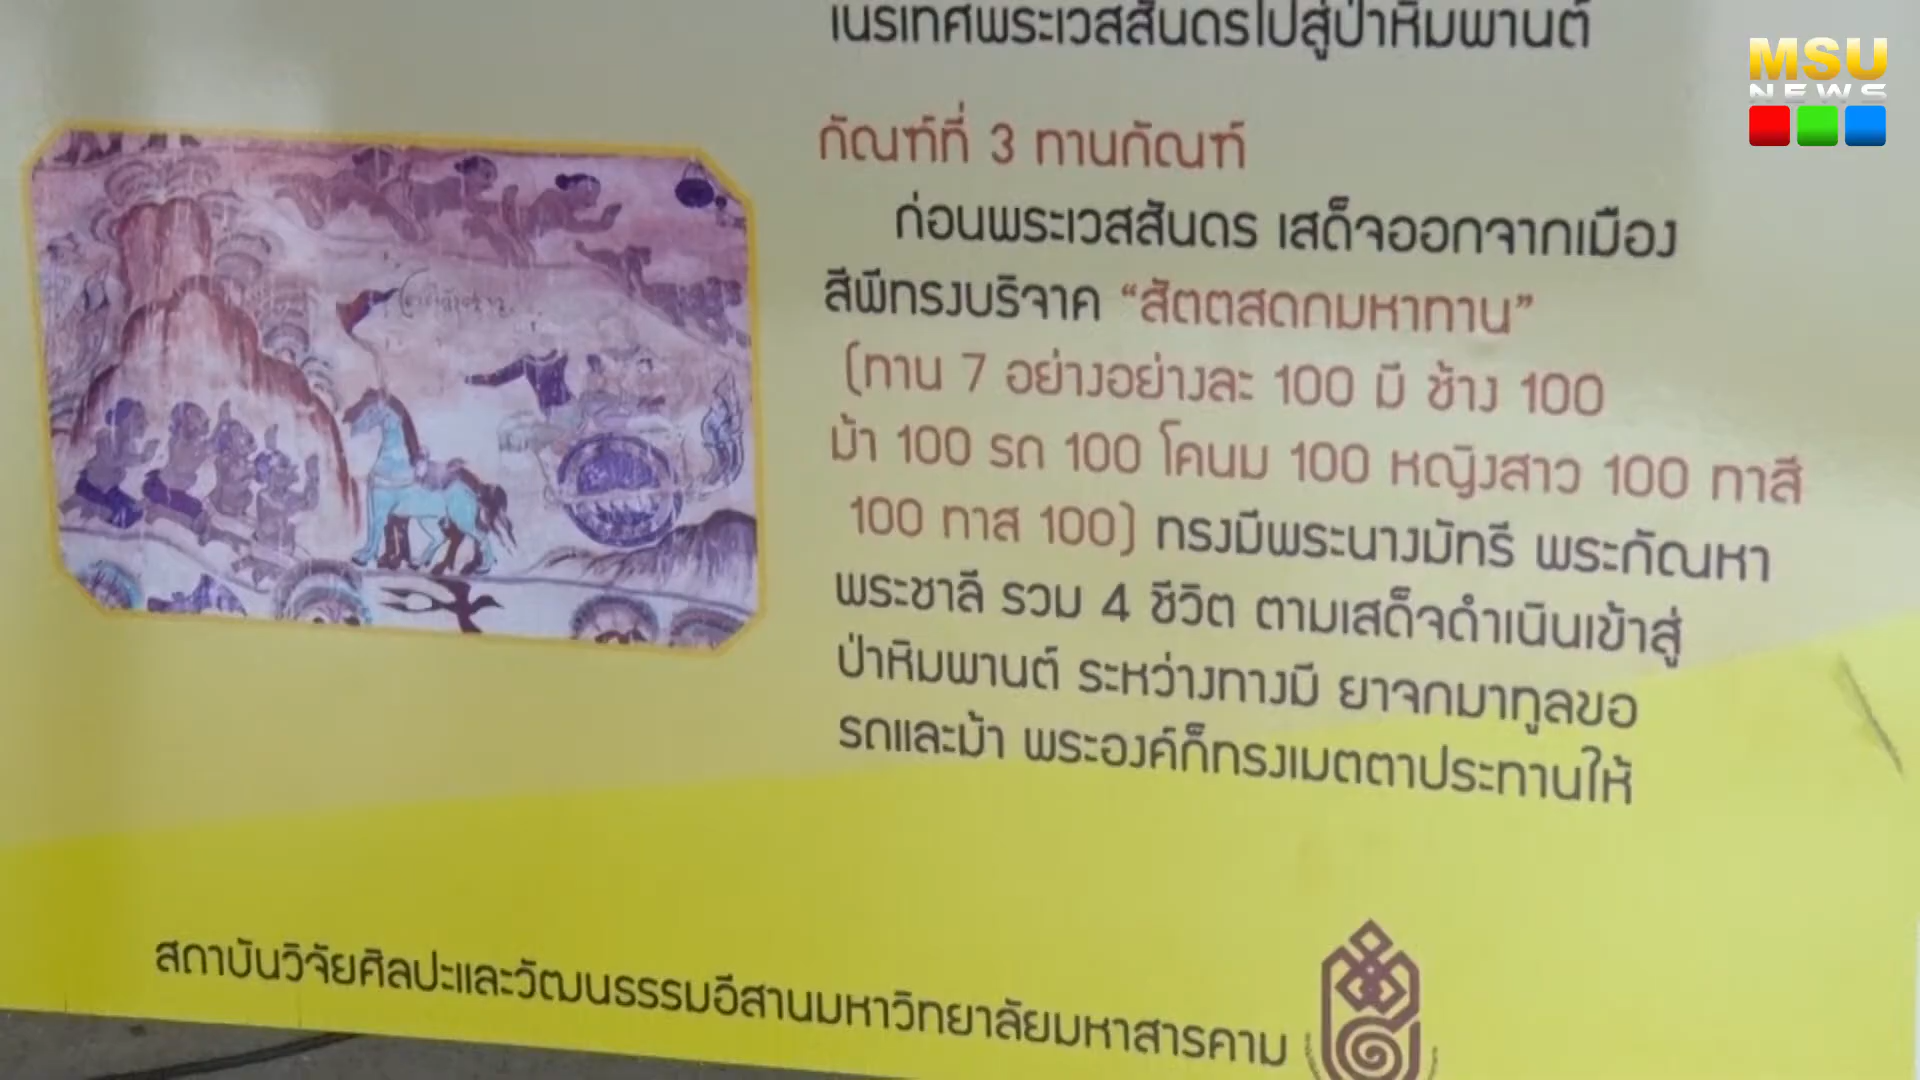 เนรเทศพระเวสสันดรไปสู่ป่าหิมพานต์
MSU
NEWS
กัณฑ์ที่ 3 ทานกัณฑ์
ก่อนพระเวสสันดร เสด็จออกจากเมือง
สีพีทรงบริจาค “สัตตสดกมหาทาน”
(ทาน 7 อย่างอย่างละ 100 มี ช้าง 100
ม้า 100 รถ 100 โคนม 100 หญิงสาว 100 ทาสี
100 ทาส 100) ทรงมีพระนางมัทรี พระกัณหา
พระชาลี รวม 4 ชีวิต ตามเสด็จดำเนินเข้าสู่
ป่าหิมพานต์ ระหว่างทางมี ยาจกมาทูลขอ
รถและม้า พระองค์ก็ทรงเมตตาประทานให้
สถาบันวิจัยศิลปะและวัฒนธรรมอีสานมหาวิทยาลัยมหาสารคาม